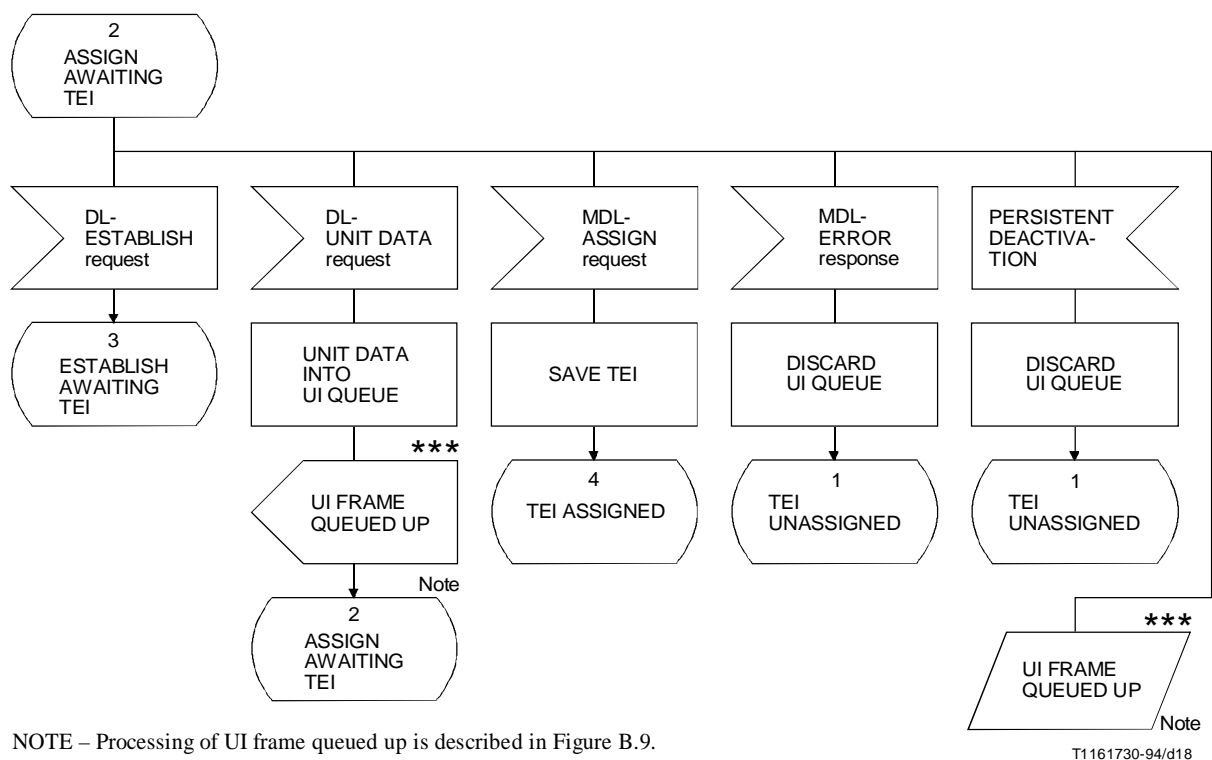 2
ASSIGN
AWAITING
TEI
DL-
ESTABLISH
request
DL-
UNIT DATA
request
MDL-
ASSIGN
request
MDL-
ERROR
response
PERSISTENT
DEACTIVA-
TION
3
ESTABLISH
AWAITING
TEI
UNIT DATA
INTO
UI QUEUE
SAVE TEI
DISCARD
UI QUEUE
DISCARD
UI QUEUE
***
UI FRAME
QUEUED UP
Note
4
TEI ASSIGNED
1
TEI
UNASSIGNED
1
TEI
UNASSIGNED
2
ASSIGN
AWAITING
TEI
***
UI FRAME
QUEUED UP
Note
NOTE – Processing of UI frame queued up is described in Figure B.9.
T1161730-94/d18